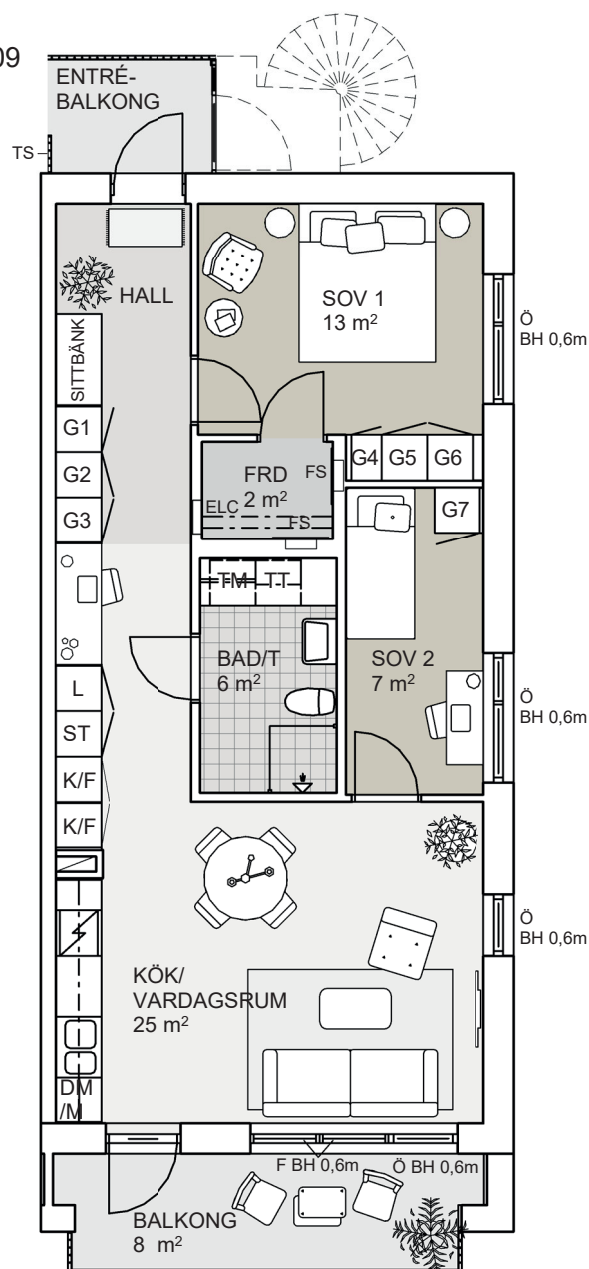 09
ENTRÉ-
BALKONG
TS
HALL
SOV 1
13 m²
Ö
BH 0,6m
SITTBÄNK
G1
G2
G3
G4
G5
G6
FRD
2 m²
FS
ELC
FS
G7
TM
TT
BAD/T
6 m²
SOV 2
7 m²
Ö
BH 0,6m
L
ST
K/F
K/F
Ö
BH 0,6m
KÖK/
VARDAGSRUM
25 m²
DM
/M
F BH 0,6m
Ö BH 0,6m
BALKONG
8 m²